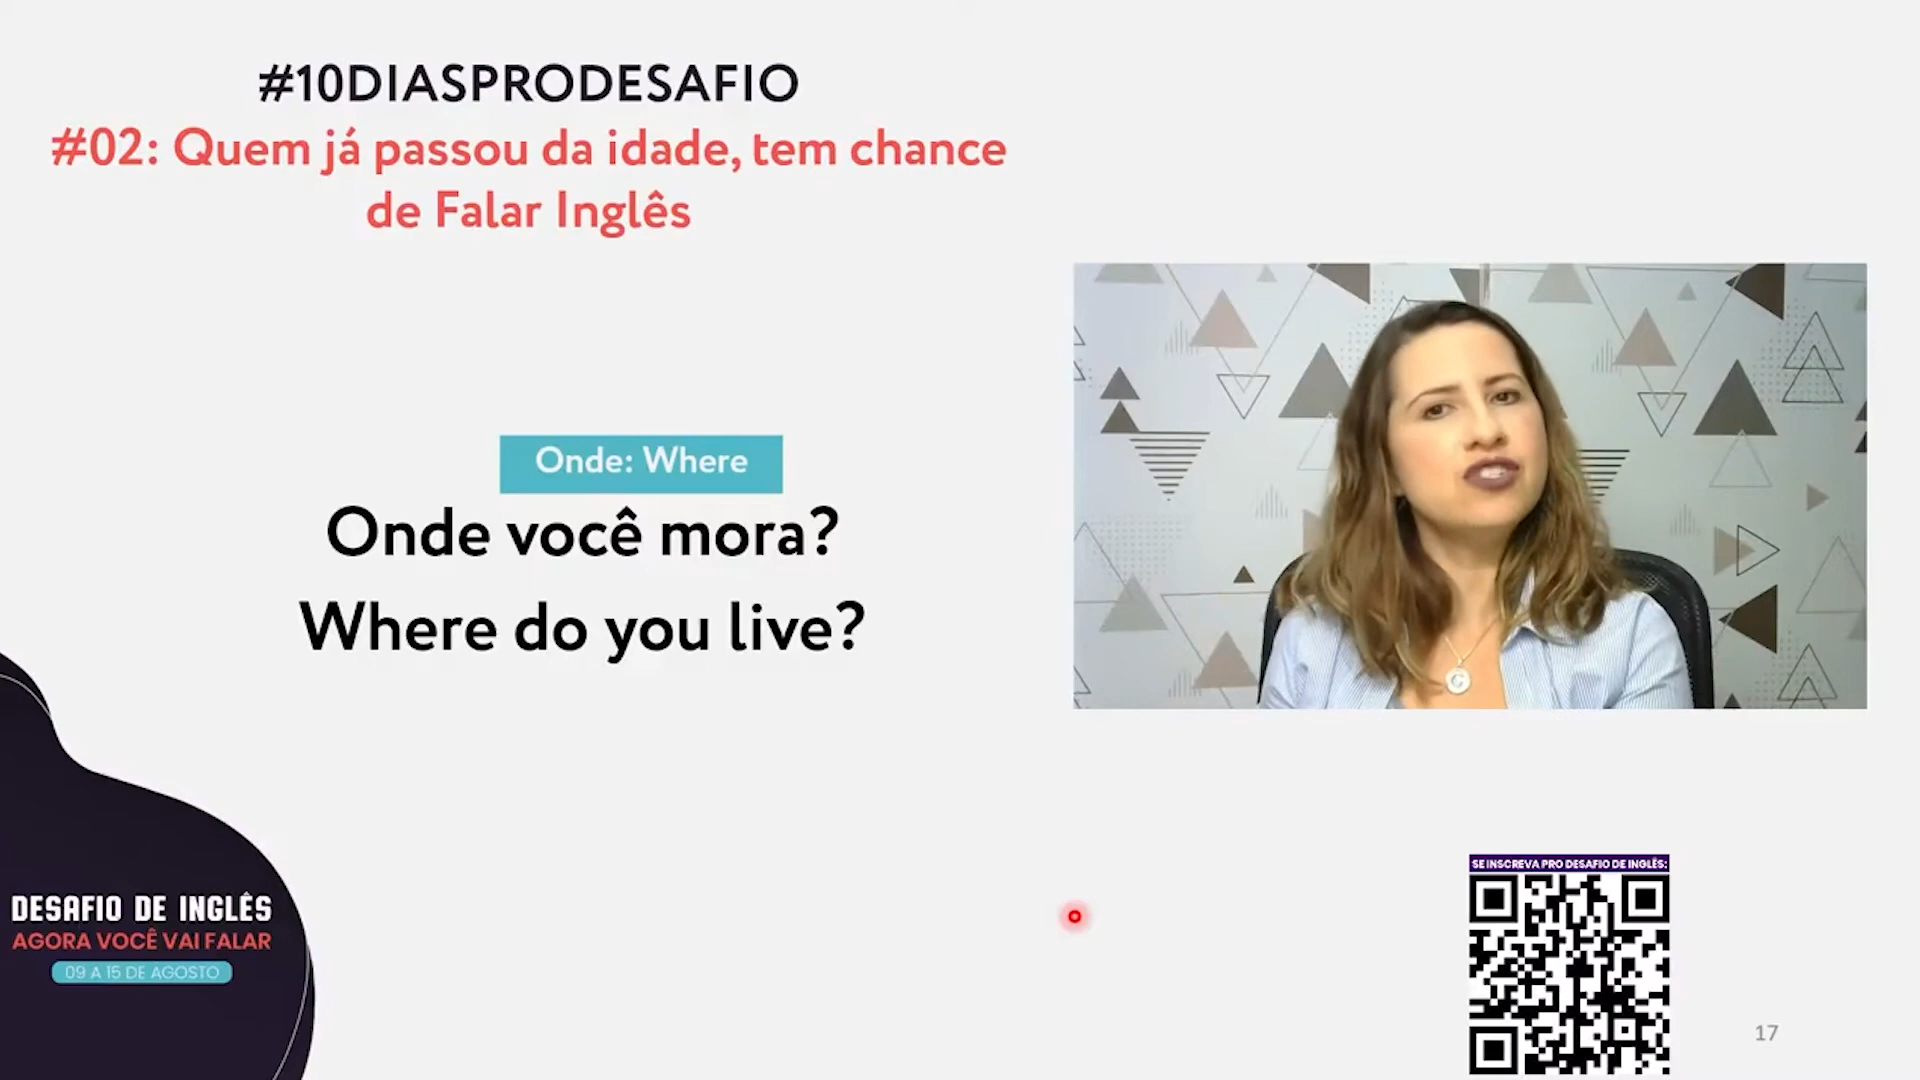 #10DIASPRODESAFIO
#02: Quem já passou da idade, tem chance
de Falar Inglês
Onde: Where
Onde você mora?
Where do you live?
DESAFIO DE INGLÊS
AGORA VOCÊ VAI FALAR
09 A 15 DE AGOSTO
SE INSCREVA PRO DESAFIO DE INGLÊS:
17